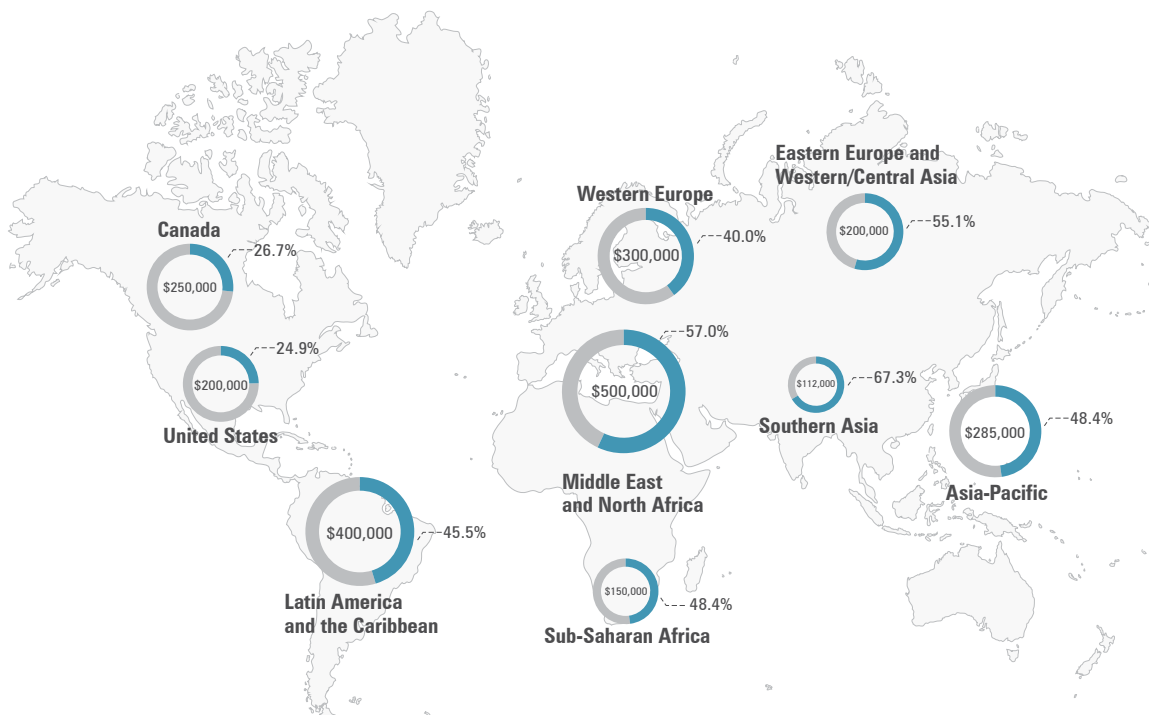 Canada
26.7%
$250,000
24.9%
$200,000
United States
$400,000
45.5%
Latin America
and the Caribbean
Western Europe
40.0%
$300,000
57.0%
$500,000
Middle East
and North Africa
$150,000
48.4%
Sub-Saharan Africa
Eastern Europe and
Western/Central Asia
$200,000
55.1%
$112,000
67.3%
Southern Asia
48.4%
$285,000
Asia-Pacific